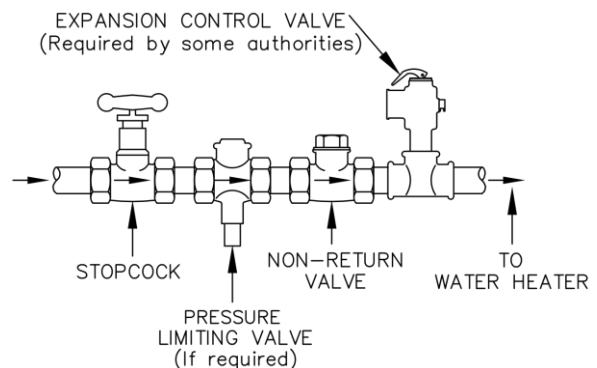 EXPANSION CONTROL VALVE
(Required by some authorities)
STOPCOCK
NON-RETURN
VALVE
TO
WATER HEATER
PRESSURE
LIMITING VALVE
(If required)